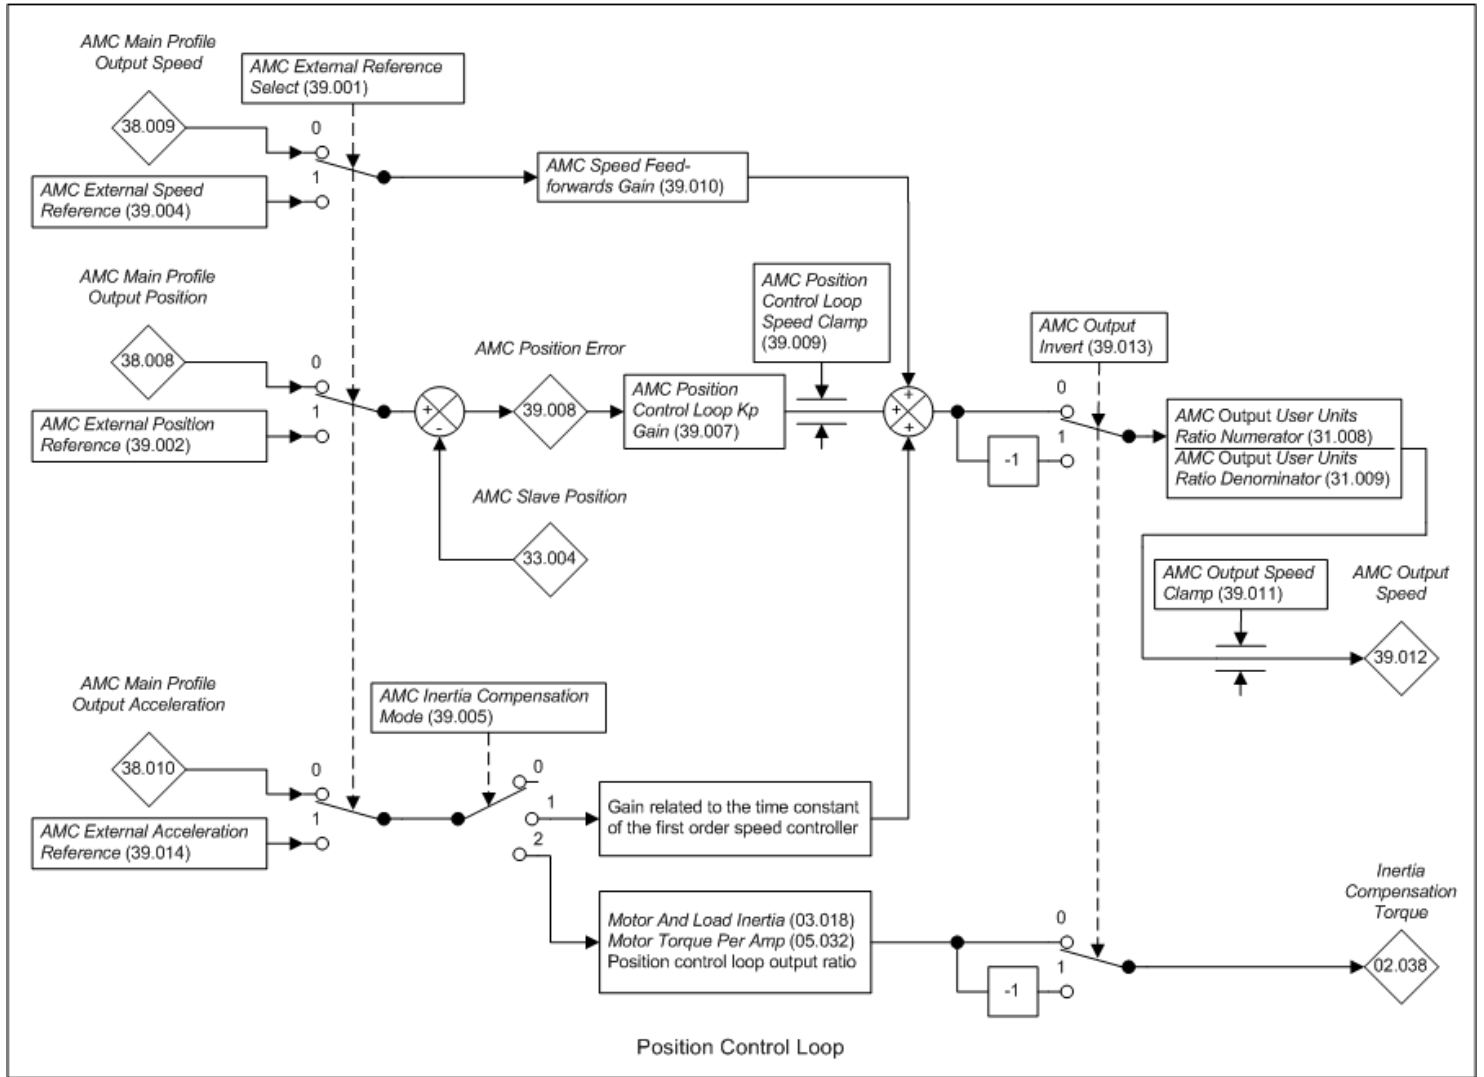 AMC Main Profile
Output Speed
38.009
AMC External Reference
Select (39.001)
0
1
AMC External Speed
Reference (39.004)
AMC Speed Feed-
forwards Gain (39.010)
AMC Main Profile
Output Position
38.008
0
1
AMC External Position
Reference (39.002)
+
-
AMC Position Error
39.008
AMC Position
Control Loop Kp
Gain (39.007)
AMC Position
Control Loop
Speed Clamp
(39.009)
+
+
+
AMC Slave Position
33.004
AMC Output
Invert (39.013)
0
1
-1
AMC Output User Units
Ratio Numerator (31.008)
AMC Output User Units
Ratio Denominator (31.009)
AMC Output Speed
Clamp (39.011)
AMC Output
Speed
39.012
AMC Main Profile
Output Acceleration
38.010
0
1
AMC External Acceleration
Reference (39.014)
AMC Inertia Compensation
Mode (39.005)
0
1
2
Gain related to the time constant
of the first order speed controller
Motor And Load Inertia (03.018)
Motor Torque Per Amp (05.032)
Position control loop output ratio
0
1
-1
Inertia
Compensation
Torque
02.038
Position Control Loop